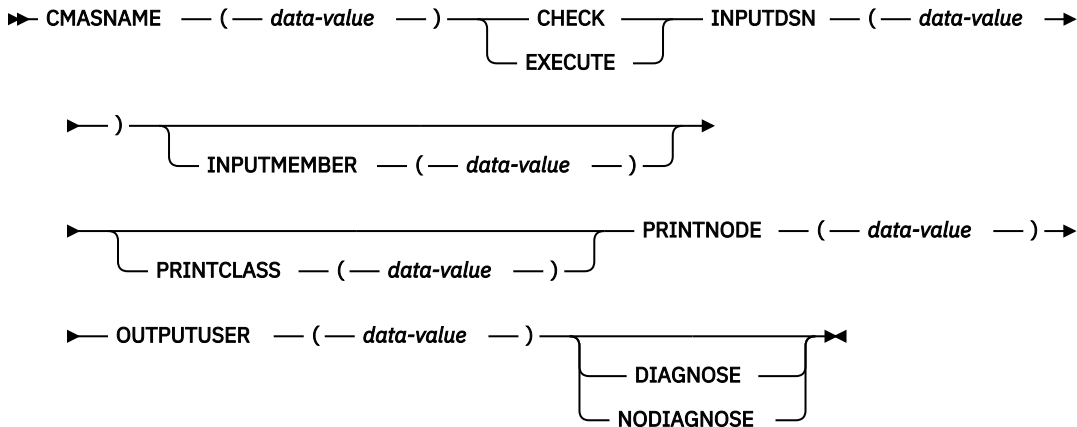 CMASNAME ( data-value ) CHECK INPUTDSN ( data-value
EXECUTE
)
INPUTMEMBER ( data-value )
PRINTNODE ( data-value )
PRINTCLASS ( data-value )
OUTPUTUSER ( data-value )
DIAGNOSE
NODIAGNOSE